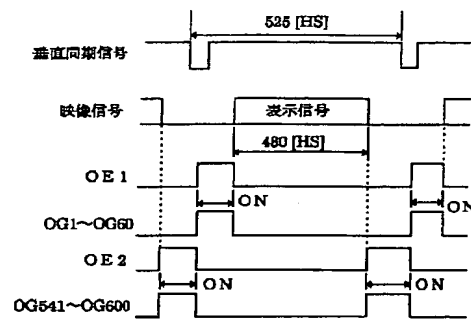 525 [HS]
垂直同期信号
映像信号
表示信号
480 [HS]
OE1
ON
ON
OG1~OG60
OE2
ON
ON
OG541~OG600